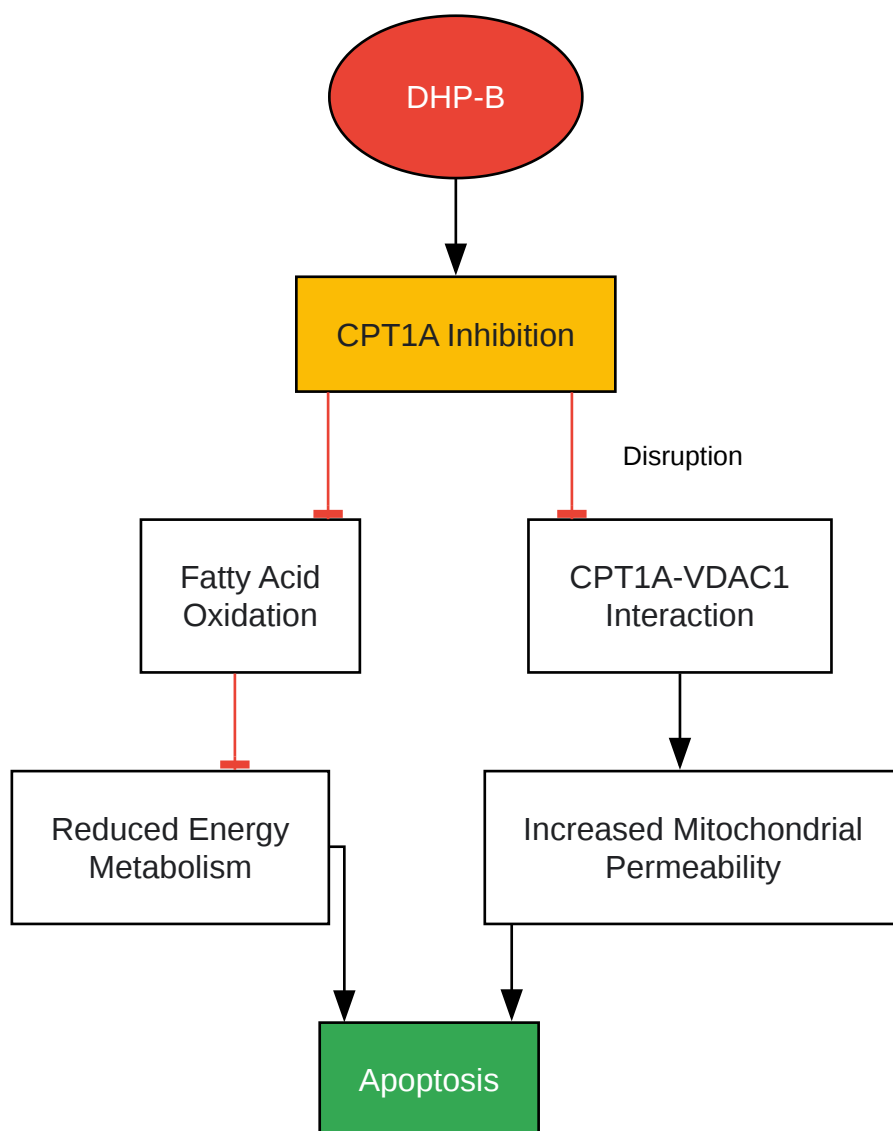 DHP-B
CPT1A Inhibition
Disruption
Fatty Acid
Oxidation
CPT1A-VDAC1
Interaction
Reduced Energy
Metabolism
Increased Mitochondrial
Permeability
Apoptosis